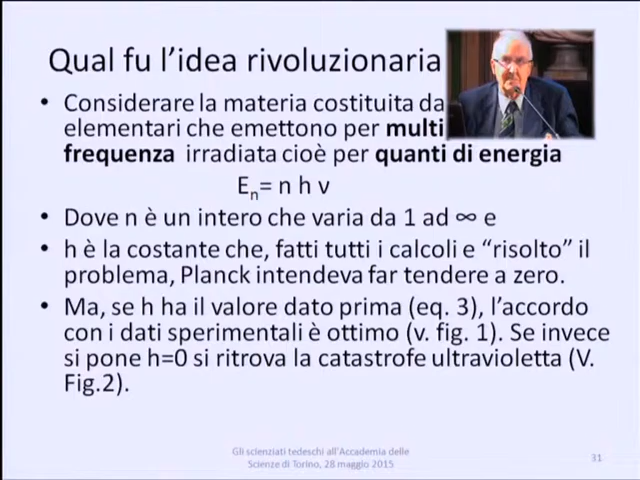 Qual fu l’idea rivoluzionaria
• Considerare la materia costituita da
elementari che emettono per multi
frequenza irradiata cioè per quanti di energia
Eₙ= n h ν
• Dove n è un intero che varia da 1 ad ∞ e
• h è la costante che, fatti tutti i calcoli e “risolto” il
problema, Planck intendeva far tendere a zero.
• Ma, se h ha il valore dato prima (eq. 3), l’accordo
con i dati sperimentali è ottimo (v. fig. 1). Se invece
si pone h=0 si ritrova la catastrofe ultravioletta (V.
Fig.2).
Gli scienziati tedeschi all'Accademia delle
Scienze di Torino, 28 maggio 2015
31